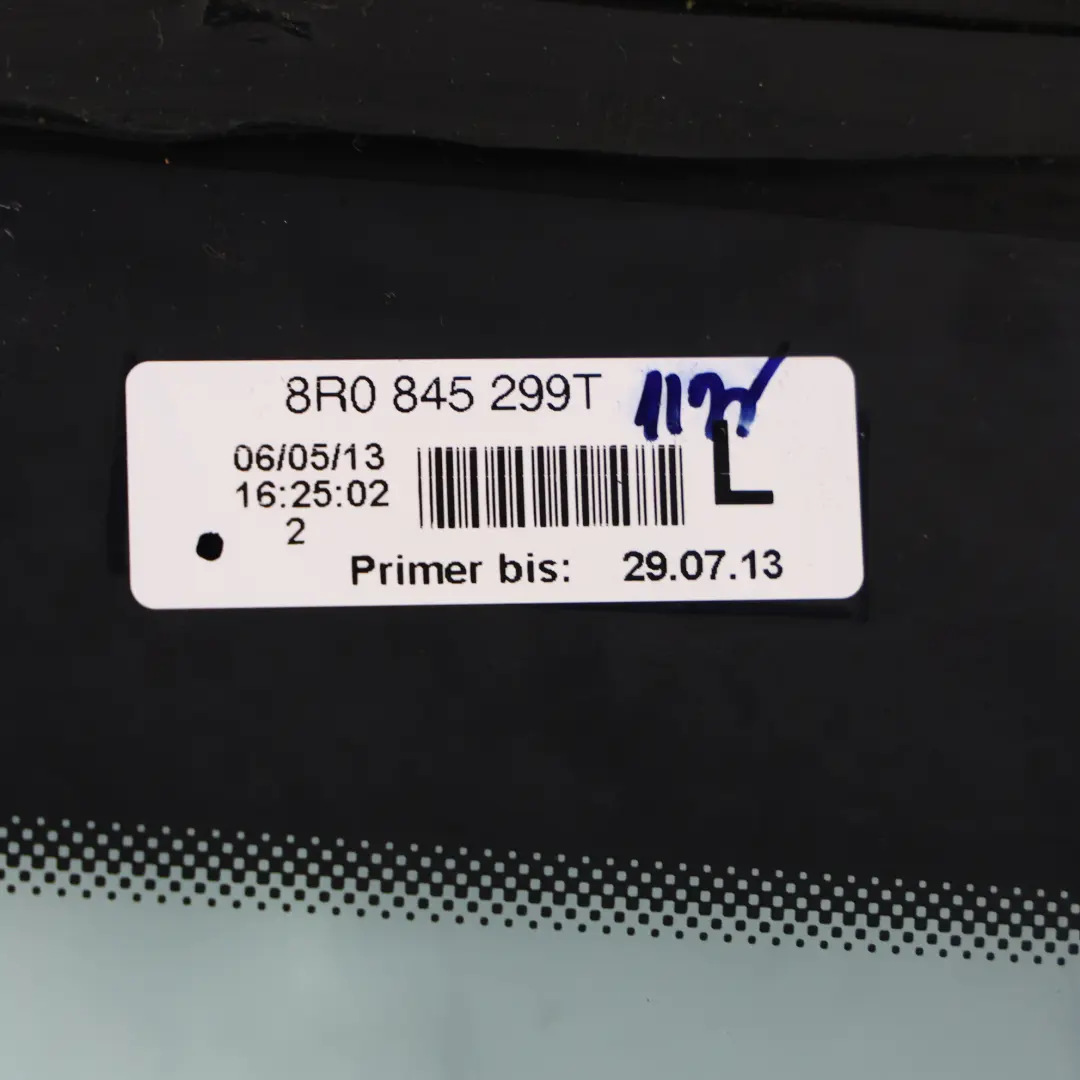 8R0 845 299T
06/05/13
16:25:02
2
L
Primer bis: 29.07.13